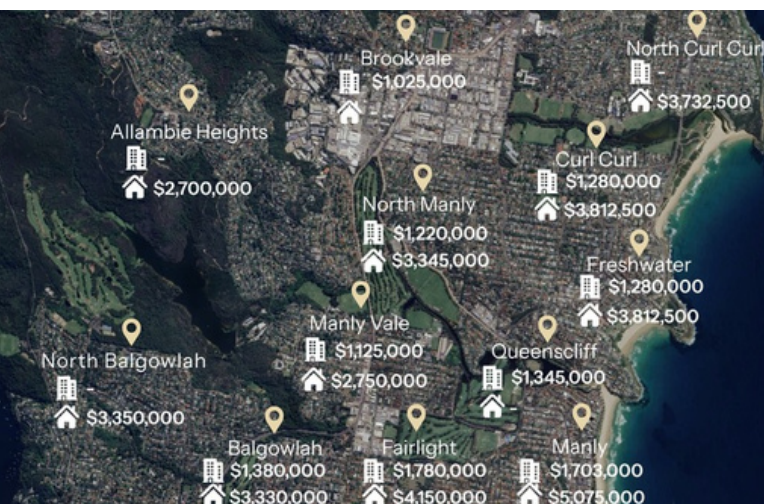 Brookvale
$1,025,000
North Curl Curl
-
$3,732,500
Allambie Heights
-
$2,700,000
Curl Curl
$1,280,000
$3,812,500
North Manly
$1,220,000
$3,345,000
Freshwater
$1,280,000
$3,812,500
Manly Vale
$1,125,000
$2,750,000
Queenscliff
$1,345,000
-
North Balgowlah
-
$3,350,000
Balgowlah
$1,380,000
$3,330,000
Fairlight
$1,780,000
$4,150,000
Manly
$1,703,000
$5,075,000